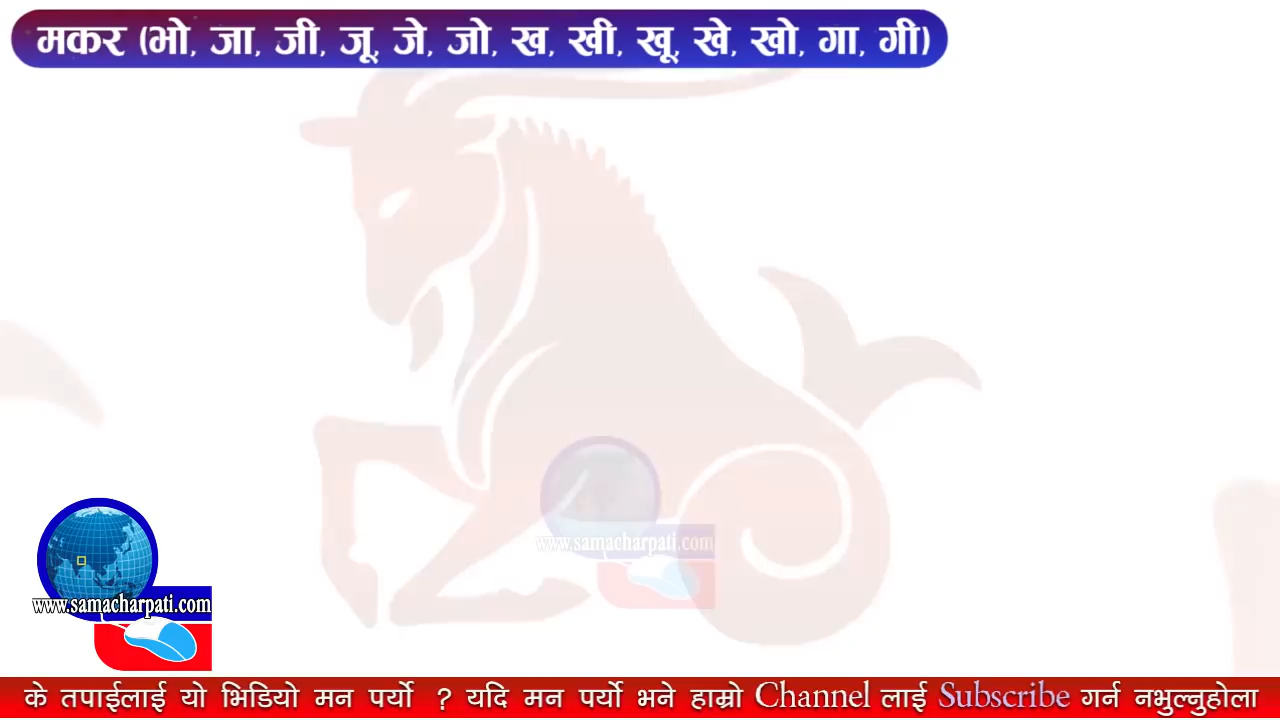 मकर (भो, जा, जी, जू, जे, जो, ख, खी, खू, खे, खो, गा, गी)
www.samacharpati.com
www.samacharpati.com
के तपाईलाई यो भिडियो मन पर्यो ? यदि मन पर्यो भने हाम्रो Channel लाई Subscribe गर्न नभुल्नुहोला